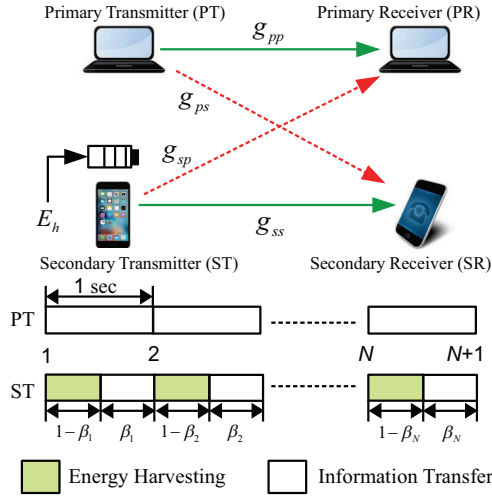 Primary Transmitter (PT) Primary Receiver (PR)
g_pp
g_ps
g_sp
E_h
g_ss
Secondary Transmitter (ST) Secondary Receiver (SR)
1 sec
PT
1 2 N N+1
ST
1−β_1 β_1 1−β_2 β_2 1−β_N β_N
Energy Harvesting Information Transfer